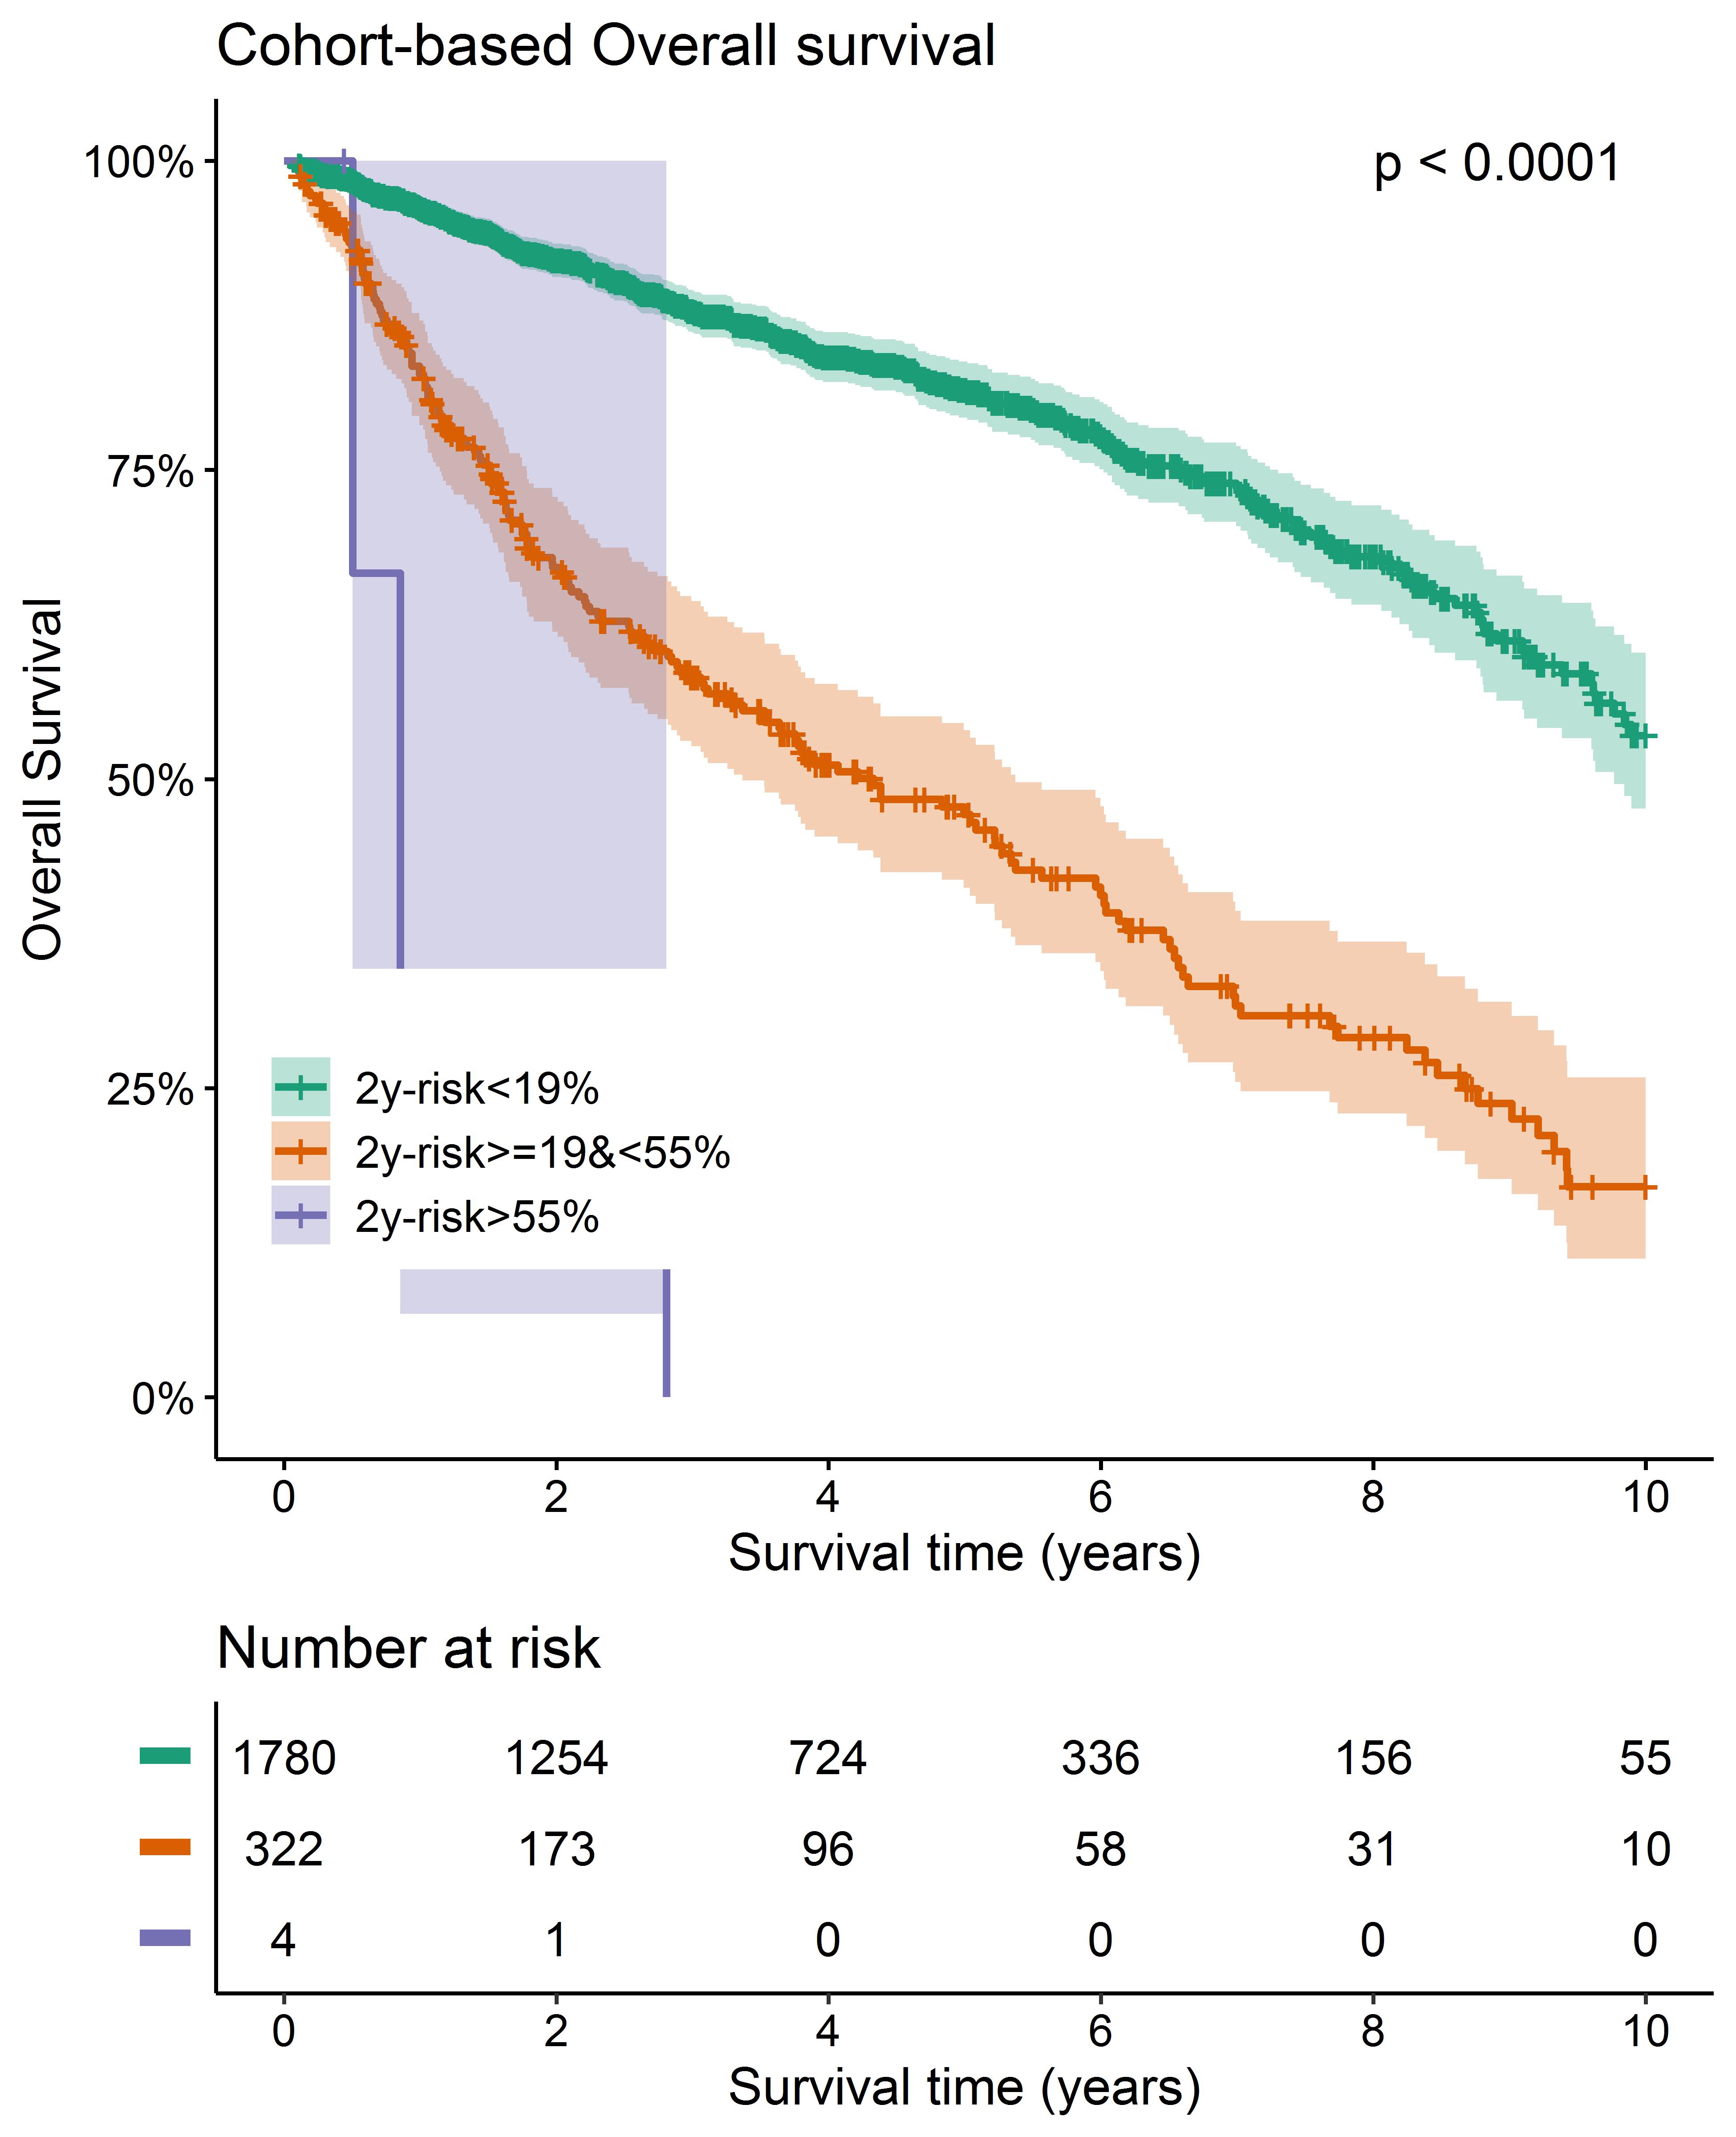 Cohort-based Overall survival
p < 0.0001
100%
75%
50%
25%
0%
Overall Survival
2y-risk<19%
2y-risk>=19&<55%
2y-risk>55%
0 2 4 6 8 10
Survival time (years)
Number at risk
1780 1254 724 336 156 55
322 173 96 58 31 10
4 1 0 0 0 0
0 2 4 6 8 10
Survival time (years)